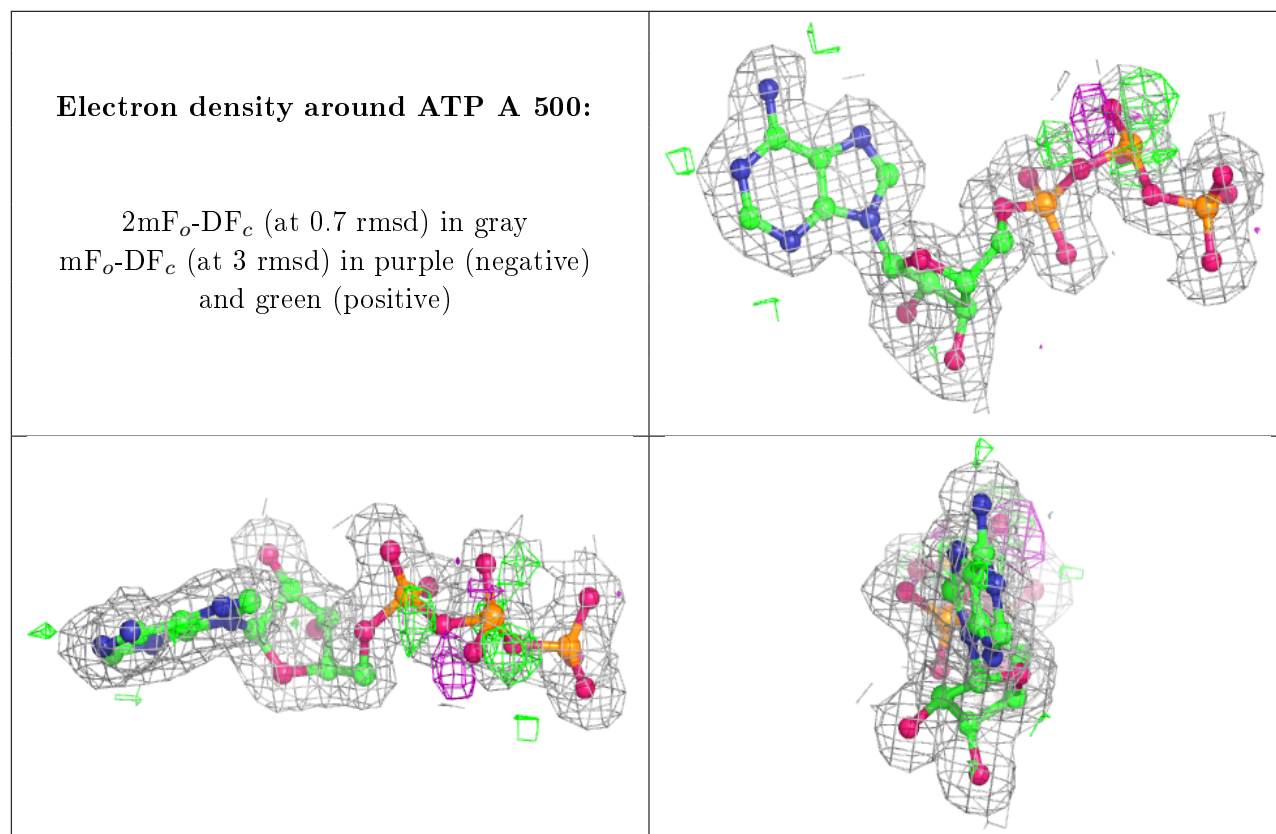 Electron density around ATP A 500:
2mFo-DFc (at 0.7 rmsd) in gray
mFo-DFc (at 3 rmsd) in purple (negative)
and green (positive)